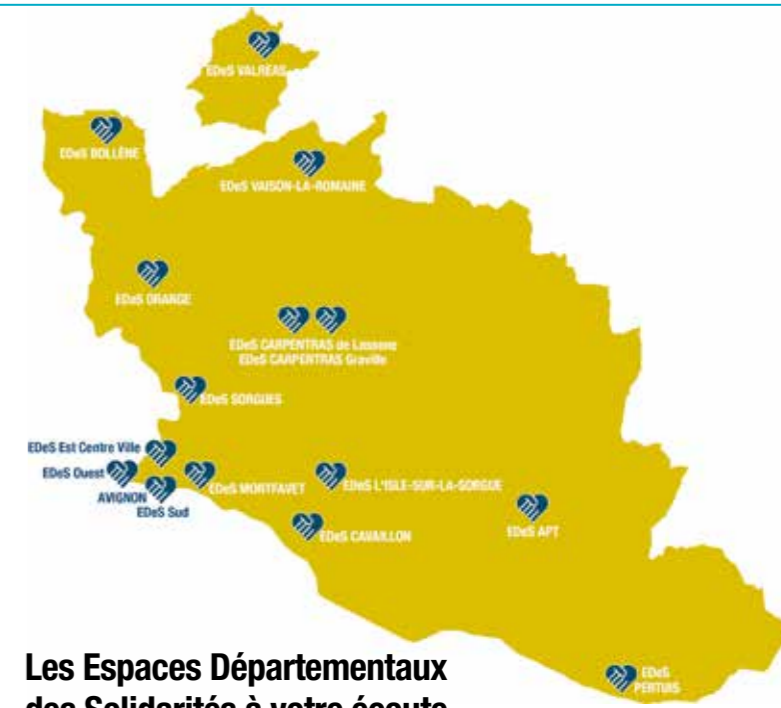 EDeS VALRÉAS
EDeS BOLLÈNE
EDeS VAISON-LA-ROMAINE
EDeS ORANGE
EDeS CARPENTRAS de Lassone
EDeS CARPENTRAS Graville
EDeS SORGUES
EDeS Est Centre Ville
EDeS Ouest
AVIGNON
EDeS Sud
EDeS MONTFAVET
EDeS L'ISLE-SUR-LA-SORGUE
EDeS CAVAILLON
EDeS APT
EDeS
PERTUIS
Les Espaces Départementaux
des Solidarités à votre écoute